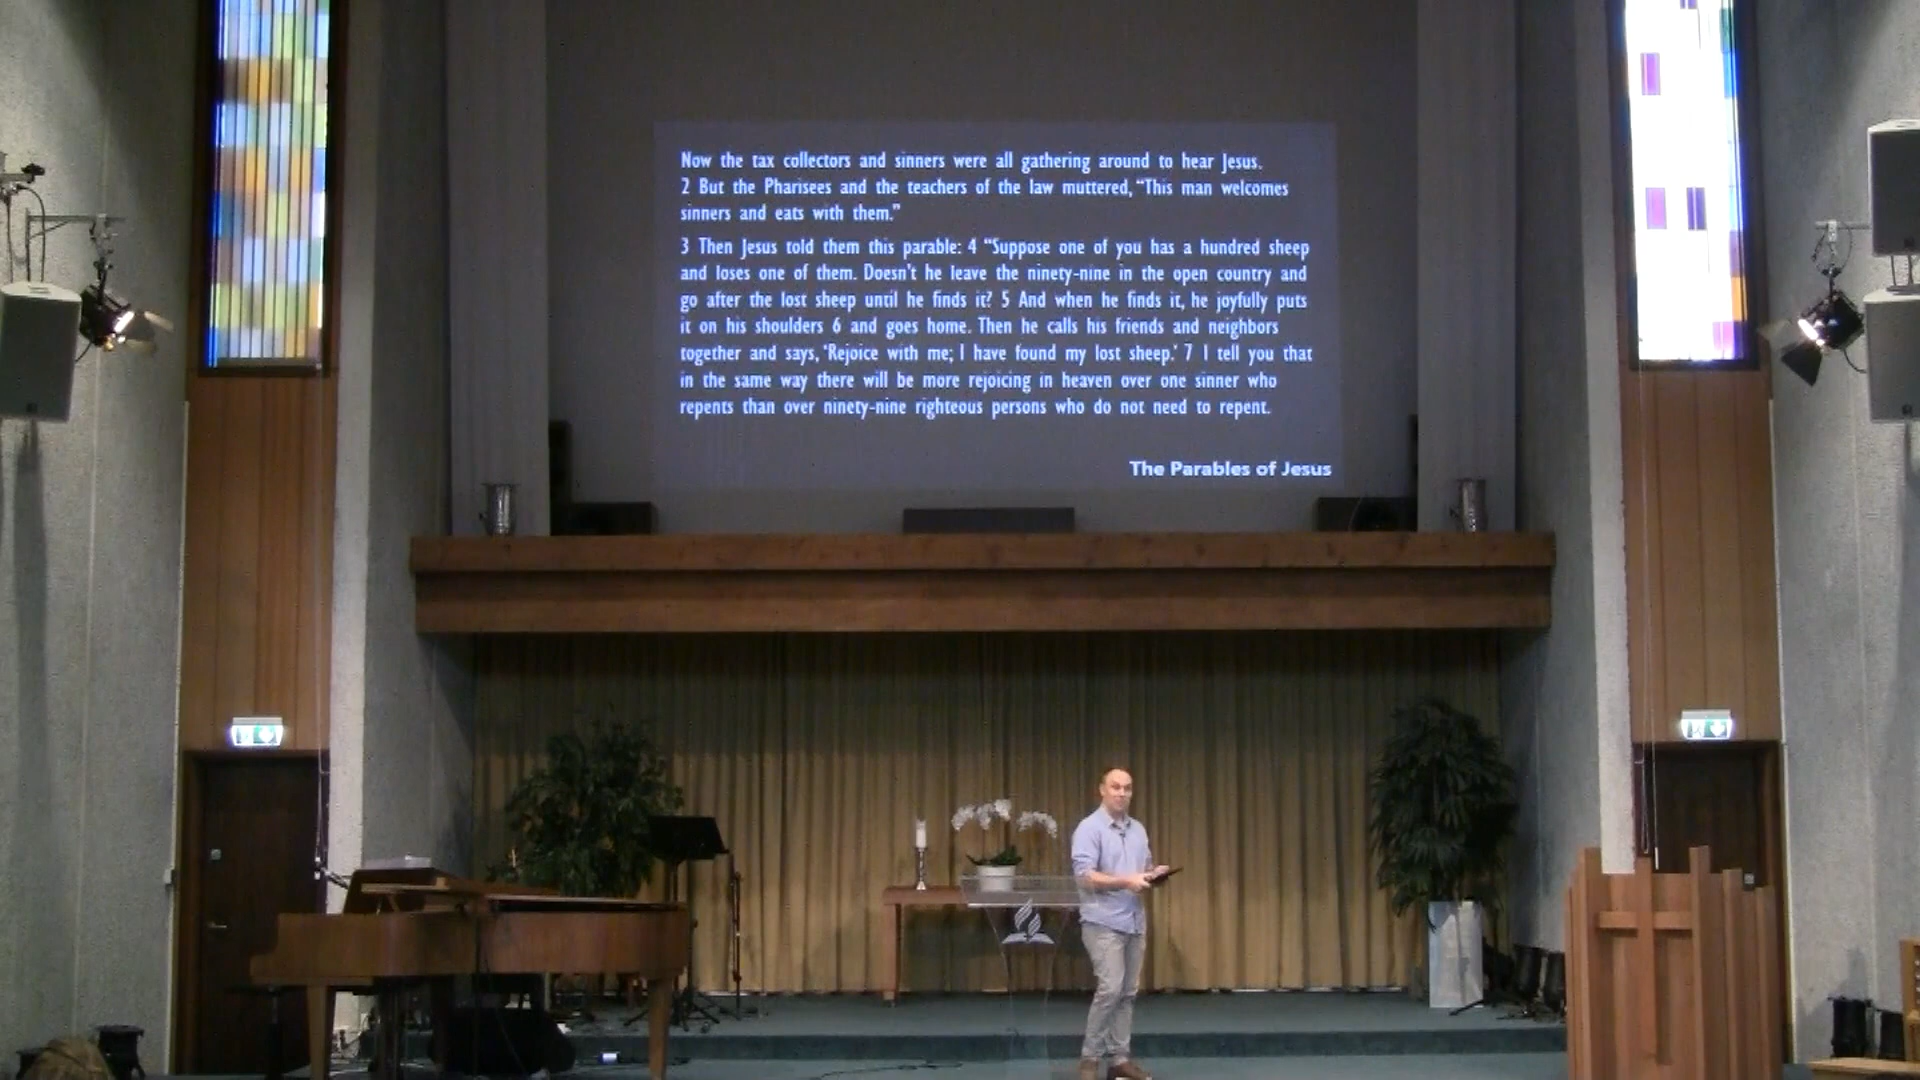 Now the tax collectors and sinners were all gathering around to hear Jesus.
2 But the Pharisees and the teachers of the law muttered, “This man welcomes
sinners and eats with them.”
3 Then Jesus told them this parable: 4 “Suppose one of you has a hundred sheep
and loses one of them. Doesn't he leave the ninety-nine in the open country and
go after the lost sheep until he finds it? 5 And when he finds it, he joyfully puts
it on his shoulders 6 and goes home. Then he calls his friends and neighbors
together and says, ‘Rejoice with me; I have found my lost sheep.’ 7 I tell you that
in the same way there will be more rejoicing in heaven over one sinner who
repents than over ninety-nine righteous persons who do not need to repent.
The Parables of Jesus